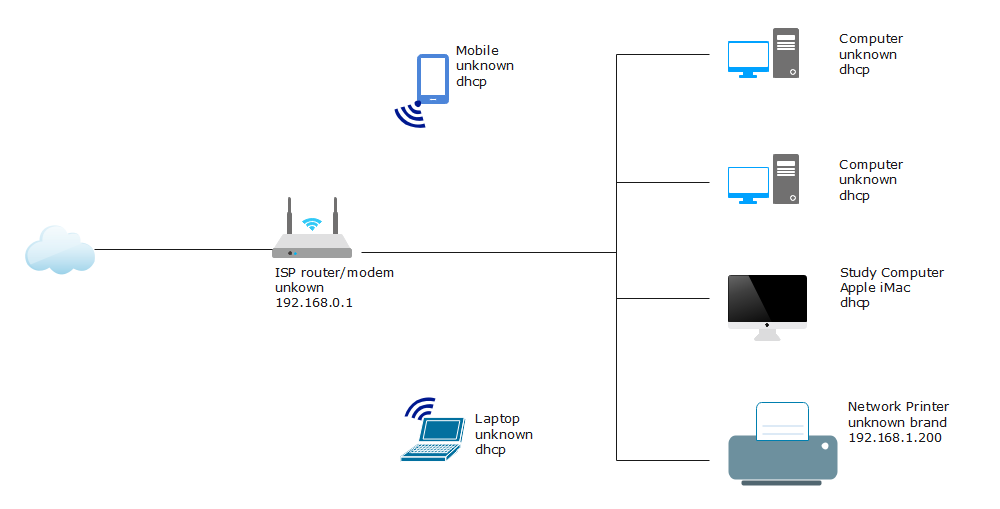 Mobile
unknown
dhcp
Computer
unknown
dhcp
Computer
unknown
dhcp
ISP router/modem
unkown
192.168.0.1
Study Computer
Apple iMac
dhcp
Laptop
unknown
dhcp
Network Printer
unknown brand
192.168.1.200